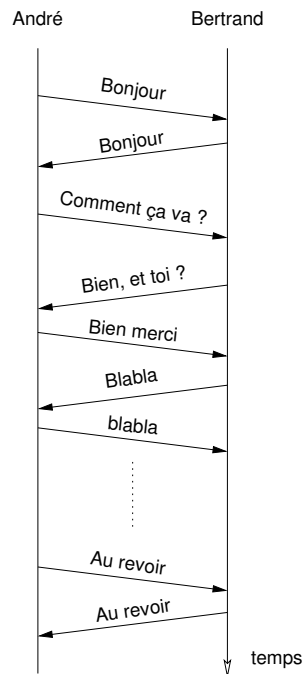 André
Bertrand
Bonjour
Bonjour
Comment ça va ?
Bien, et toi ?
Bien merci
Blabla
blabla
Au revoir
Au revoir
temps